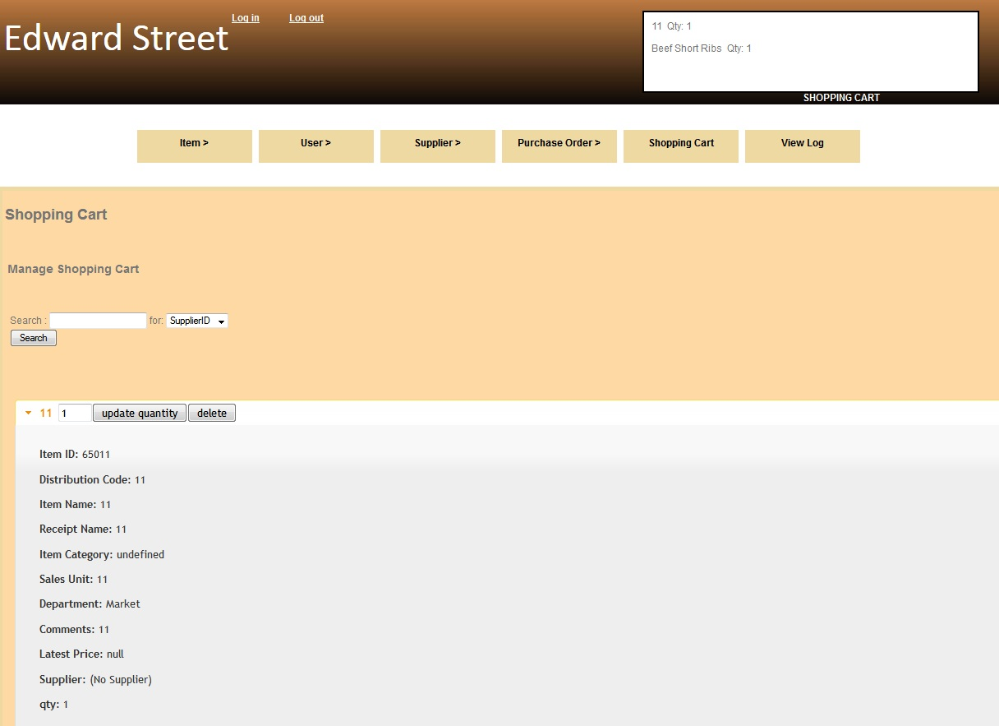 Edward Street
Log in Log out
11 Qty: 1
Beef Short Ribs Qty: 1
SHOPPING CART
Item > User > Supplier > Purchase Order > Shopping Cart View Log
Shopping Cart
Manage Shopping Cart
Search : for: SupplierID
Search
11 1 update quantity delete
Item ID: 65011
Distribution Code: 11
Item Name: 11
Receipt Name: 11
Item Category: undefined
Sales Unit: 11
Department: Market
Comments: 11
Latest Price: null
Supplier: (No Supplier)
qty: 1